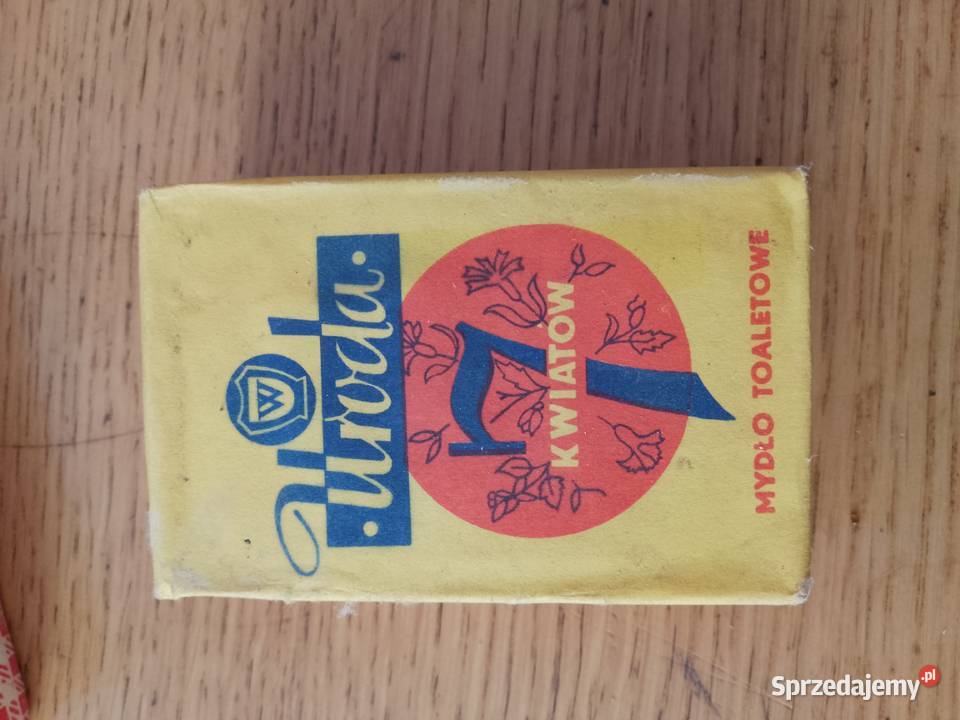 W
Uroda
7
KWIATÓW
MYDŁO TOALETOWE
Sprzedajemy.pl